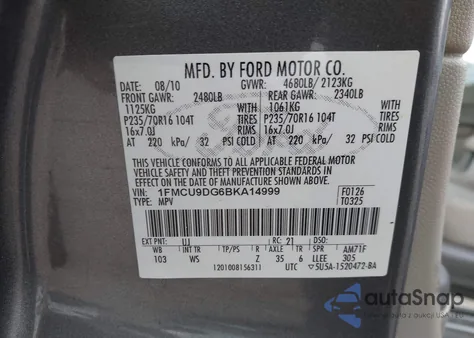 MFD. BY FORD MOTOR CO.
DATE: 08/10 GVWR: 4680LB/ 2123KG
FRONT GAWR: 2480LB REAR GAWR: 2340LB
1125KG WITH 1061KG WITH
P235/70R16 104T TIRES P235/70R16 104T TIRES
16x7.0J RIMS 16x7.0J RIMS
AT 220 kPa/ 32 PSI COLD AT 220 kPa/ 32 PSI COLD
THIS VEHICLE CONFORMS TO ALL APPLICABLE FEDERAL MOTOR
VEHICLE SAFETY AND THEFT PREVENTION STANDARDS IN
EFFECT ON THE DATE OF MANUFACTURE SHOWN ABOVE.
VIN: 1FMCU9DG6BKA14999 F0126
TYPE: MPV T0325
EXT PNT: UJ RC: 21 DSO:
WB INT TR TP/PS R AXLE TR SPR AM71F
103 WS Z 35 6 LLEE 305
1201008156311 UTC 5U5A-1520472-BA
autoSnap